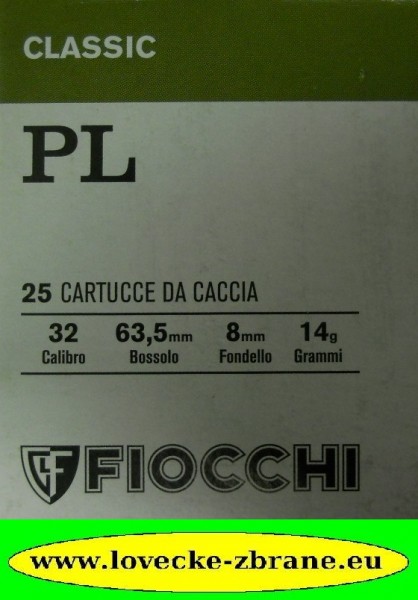 CLASSIC
PL
25 CARTUCCE DA CACCIA
32 63,5mm 8mm 14g
Calibro Bossolo Fondello Grammi
GLF FIOCCHI
www.lovecke-zbrane.eu